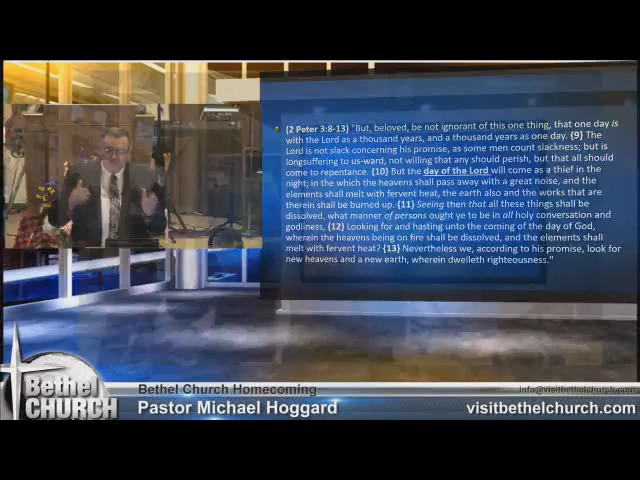 (2 Peter 3:8-13) "But, beloved, be not ignorant of this one thing, that one day is
with the Lord as a thousand years, and a thousand years as one day. {9} The
Lord is not slack concerning his promise, as some men count slackness; but is
longsuffering to us-ward, not willing that any should perish, but that all should
come to repentance. {10} But the day of the Lord will come as a thief in the
night; in the which the heavens shall pass away with a great noise, and the
elements shall melt with fervent heat, the earth also and the works that are
therein shall be burned up. {11} Seeing then that all these things shall be
dissolved, what manner of persons ought ye to be in all holy conversation and
godliness, {12} Looking for and hasting unto the coming of the day of God,
wherein the heavens being on fire shall be dissolved, and the elements shall
melt with fervent heat? {13} Nevertheless we, according to his promise, look for
new heavens and a new earth, wherein dwelleth righteousness."
Bethel
CHURCH
Bethel Church Homecoming
info@visitbethelchurch.com
Pastor Michael Hoggard
visitbethelchurch.com